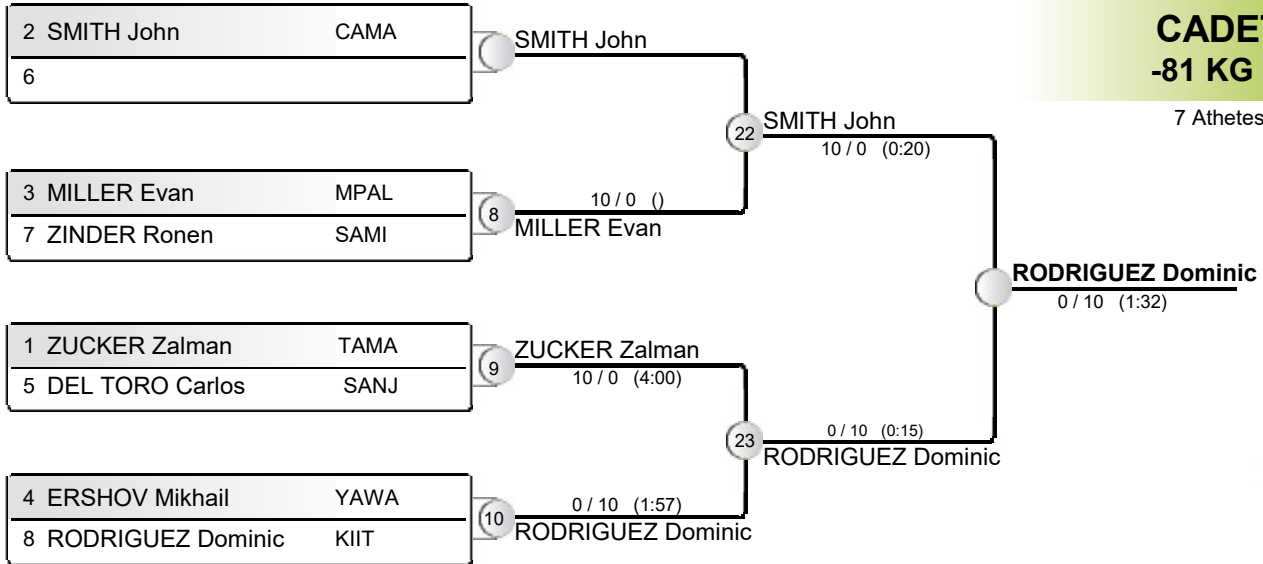 CADET
-81 KG
7 Athetes
2 SMITH John CAMA
6
SMITH John
22
SMITH John
10 / 0 (0:20)
3 MILLER Evan MPAL
7 ZINDER Ronen SAMI
8
10 / 0 ()
MILLER Evan
RODRIGUEZ Dominic
0 / 10 (1:32)
1 ZUCKER Zalman TAMA
5 DEL TORO Carlos SANJ
9
ZUCKER Zalman
10 / 0 (4:00)
23
0 / 10 (0:15)
RODRIGUEZ Dominic
4 ERSHOV Mikhail YAWA
8 RODRIGUEZ Dominic KIIT
10
0 / 10 (1:57)
RODRIGUEZ Dominic